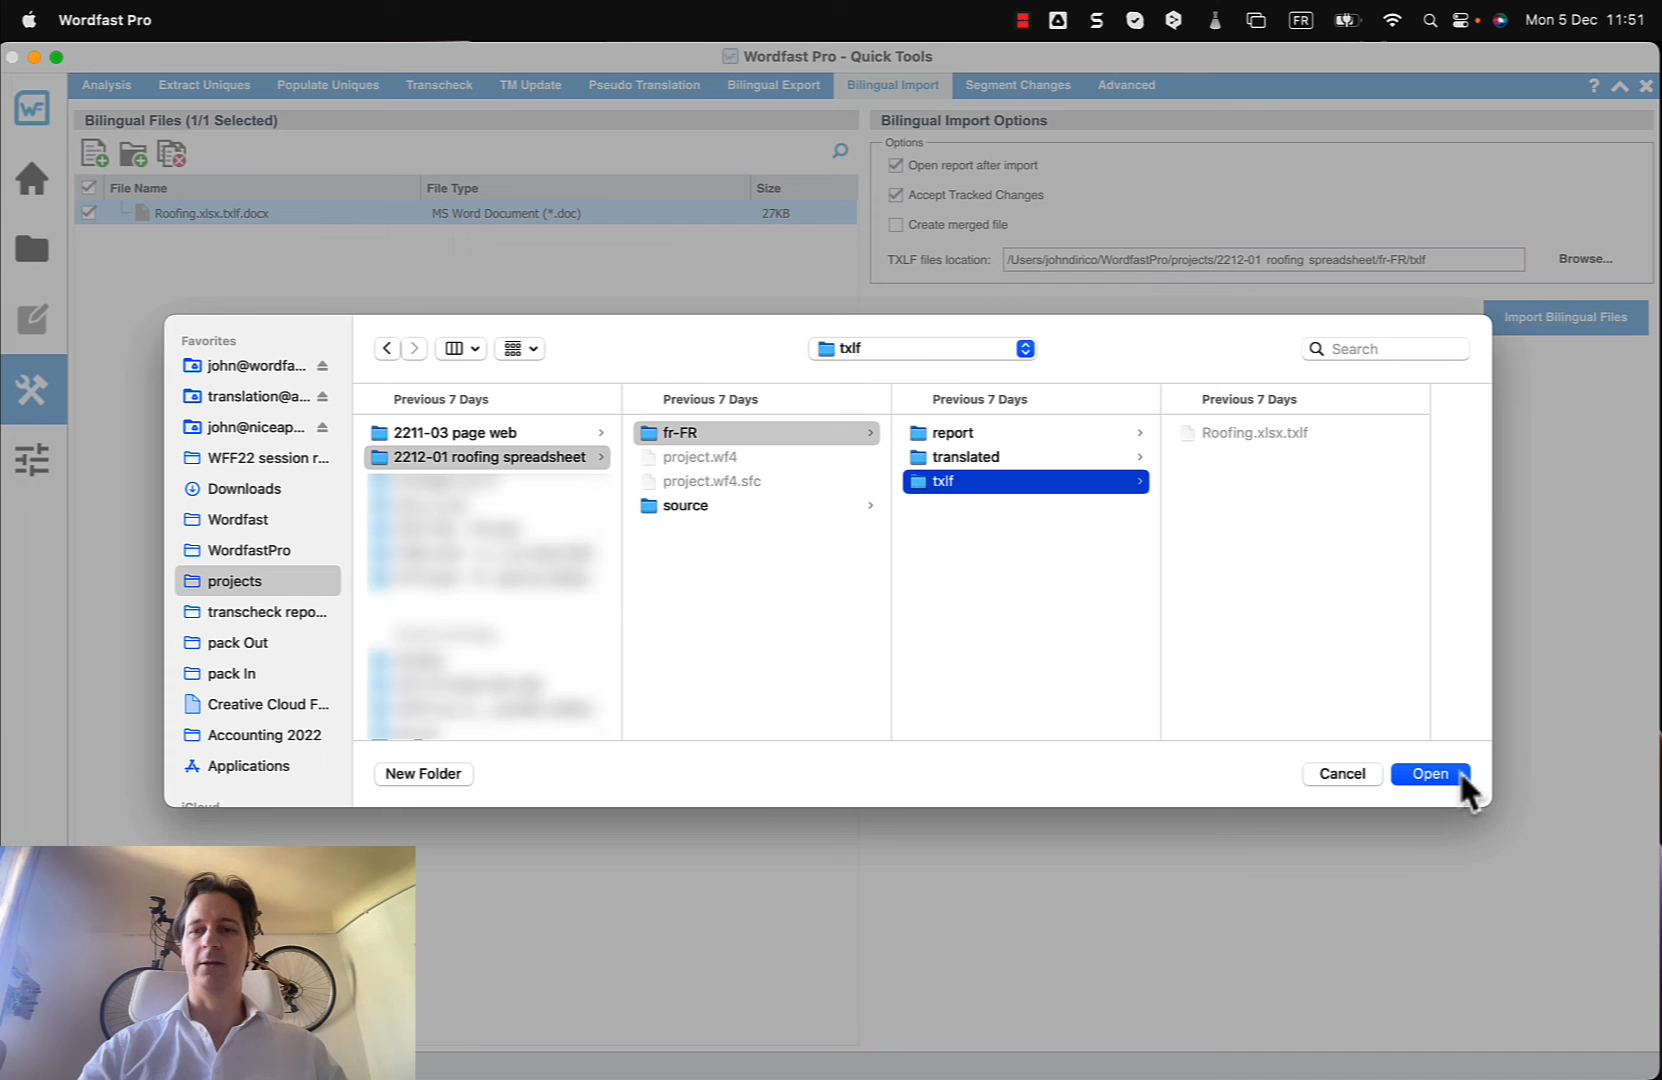 Wordfast Pro
FR
Mon 5 Dec 11:51
Wordfast Pro - Quick Tools
Analysis
Extract Uniques
Populate Uniques
Transcheck
TM Update
Pseudo Translation
Bilingual Export
Bilingual Import
Segment Changes
Advanced
?
WF
Bilingual Files (1/1 Selected)
File Name
File Type
Size
Roofing.xlsx.txlf.docx
MS Word Document (*.doc)
27KB
Bilingual Import Options
Options
Open report after import
Accept Tracked Changes
Create merged file
TXLF files location:
/Users/johndirico/WordfastPro/projects/2212-01 roofing spreadsheet/fr-FR/txlf
Browse...
Import Bilingual Files
Favorites
john@wordfa...
translation@a...
john@niceap...
WFF22 session r...
Downloads
Wordfast
WordfastPro
projects
transcheck repo...
pack Out
pack In
Creative Cloud F...
Accounting 2022
Applications
iCloud
txlf
Search
Previous 7 Days
2211-03 page web
2212-01 roofing spreadsheet
Previous 7 Days
fr-FR
project.wf4
project.wf4.sfc
source
Previous 7 Days
report
translated
txlf
Previous 7 Days
Roofing.xlsx.txlf
New Folder
Cancel
Open